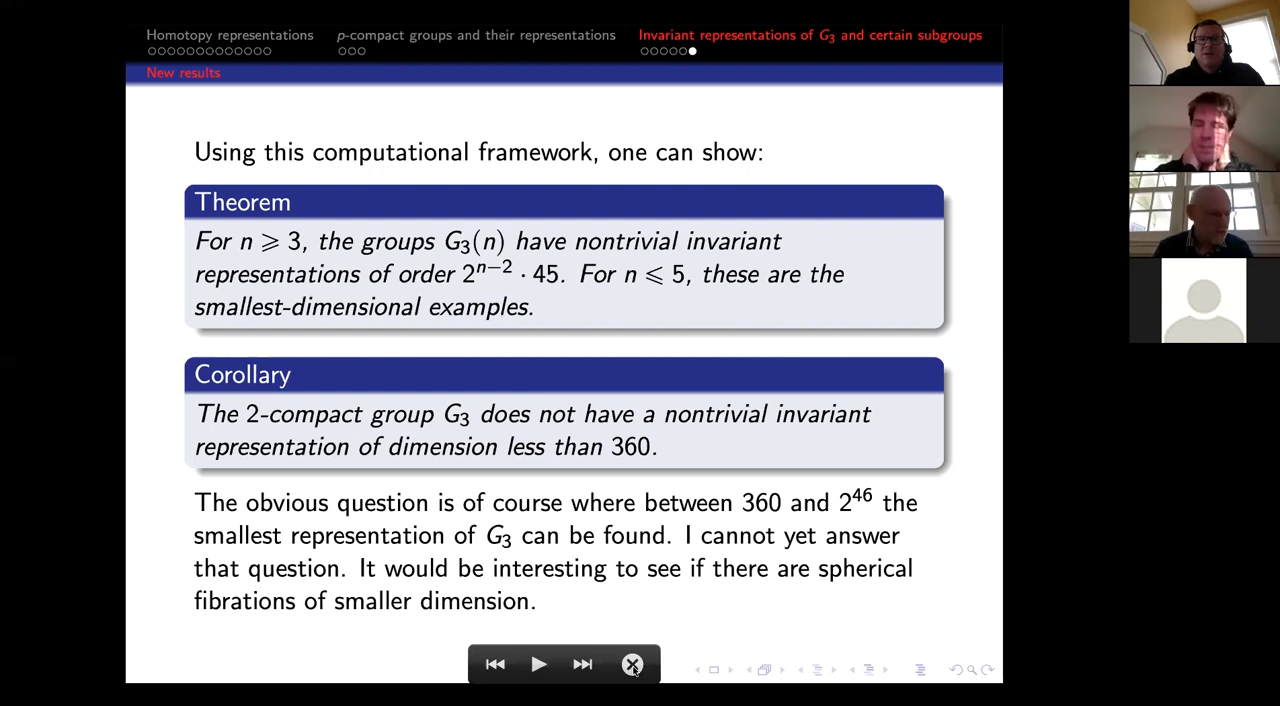 Homotopy representations
p-compact groups and their representations
Invariant representations of G₃ and certain subgroups
New results
Using this computational framework, one can show:
Theorem
For n ⩾ 3, the groups G₃(n) have nontrivial invariant
representations of order 2ⁿ⁻² · 45. For n ⩽ 5, these are the
smallest-dimensional examples.
Corollary
The 2-compact group G₃ does not have a nontrivial invariant
representation of dimension less than 360.
The obvious question is of course where between 360 and 2⁴⁶ the
smallest representation of G₃ can be found. I cannot yet answer
that question. It would be interesting to see if there are spherical
fibrations of smaller dimension.